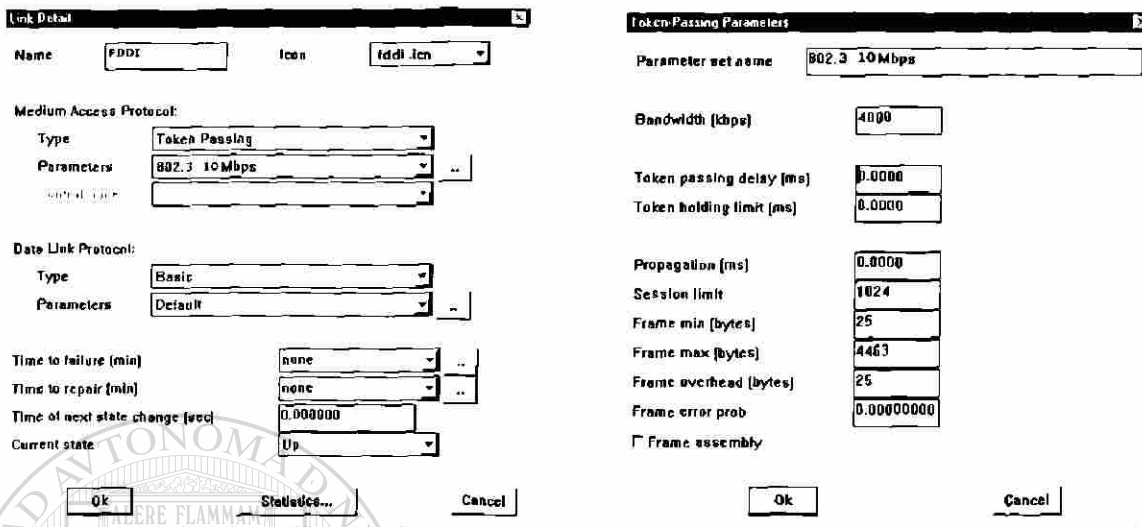 Link Detail
Name FDDI Icon fddi.icn
Medium Access Protocol:
Type Token Passing
Parameters 802.3 10Mbps ..
Data Link Protocol:
Type Basic
Parameters Default ..
Time to failure (min) none ..
Time to repair (min) none ..
Time of next state change (sec) 0.000000
Current state Up
Ok Statistics... Cancel
Token-Passing Parameters
Parameter set name 802.3 10Mbps
Bandwidth (kbps) 4000
Token passing delay (ms) 0.0000
Token holding limit (ms) 0.0000
Propagation (ms) 0.0000
Session limit 1024
Frame min (bytes) 25
Frame max (bytes) 4463
Frame overhead (bytes) 25
Frame error prob 0.00000000
Frame assembly
Ok Cancel
ALERE FLAMMAM